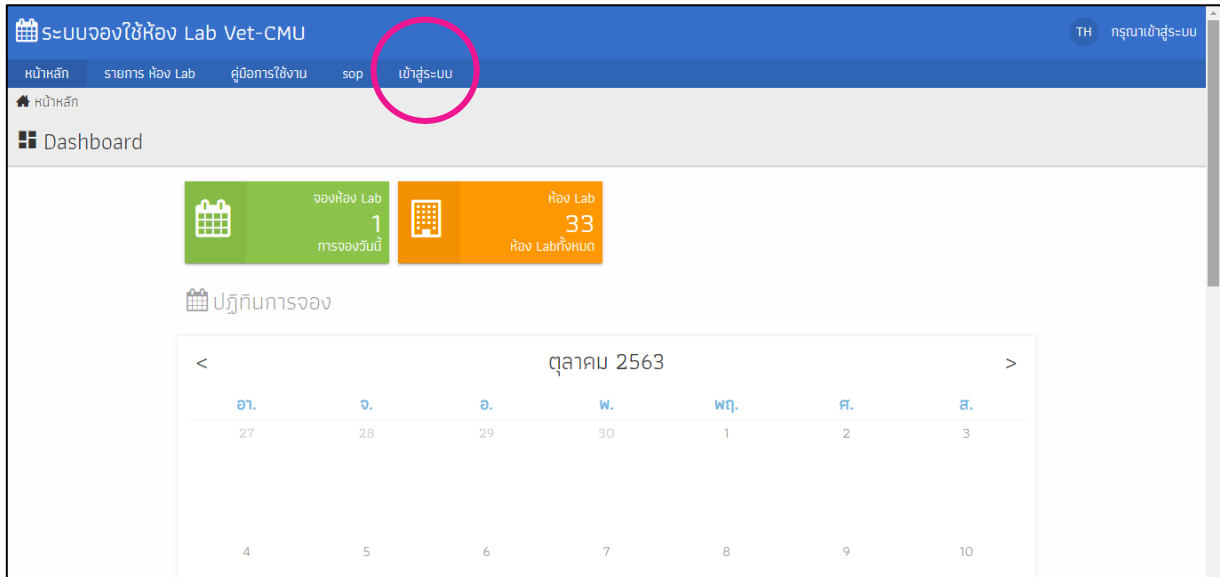 ระบบจองใช้ห้อง Lab Vet-CMU
TH กรุณาเข้าสู่ระบบ
หน้าหลัก รายการ ห้อง Lab คู่มือการใช้งาน sop เข้าสู่ระบบ
หน้าหลัก
Dashboard
จองห้อง Lab
1
การจองวันนี้
ห้อง Lab
33
ห้อง Labทั้งหมด
ปฏิทินการจอง
< ตุลาคม 2563 >
อา. จ. อ. พ. พฤ. ศ. ส.
27 28 29 30 1 2 3
4 5 6 7 8 9 10